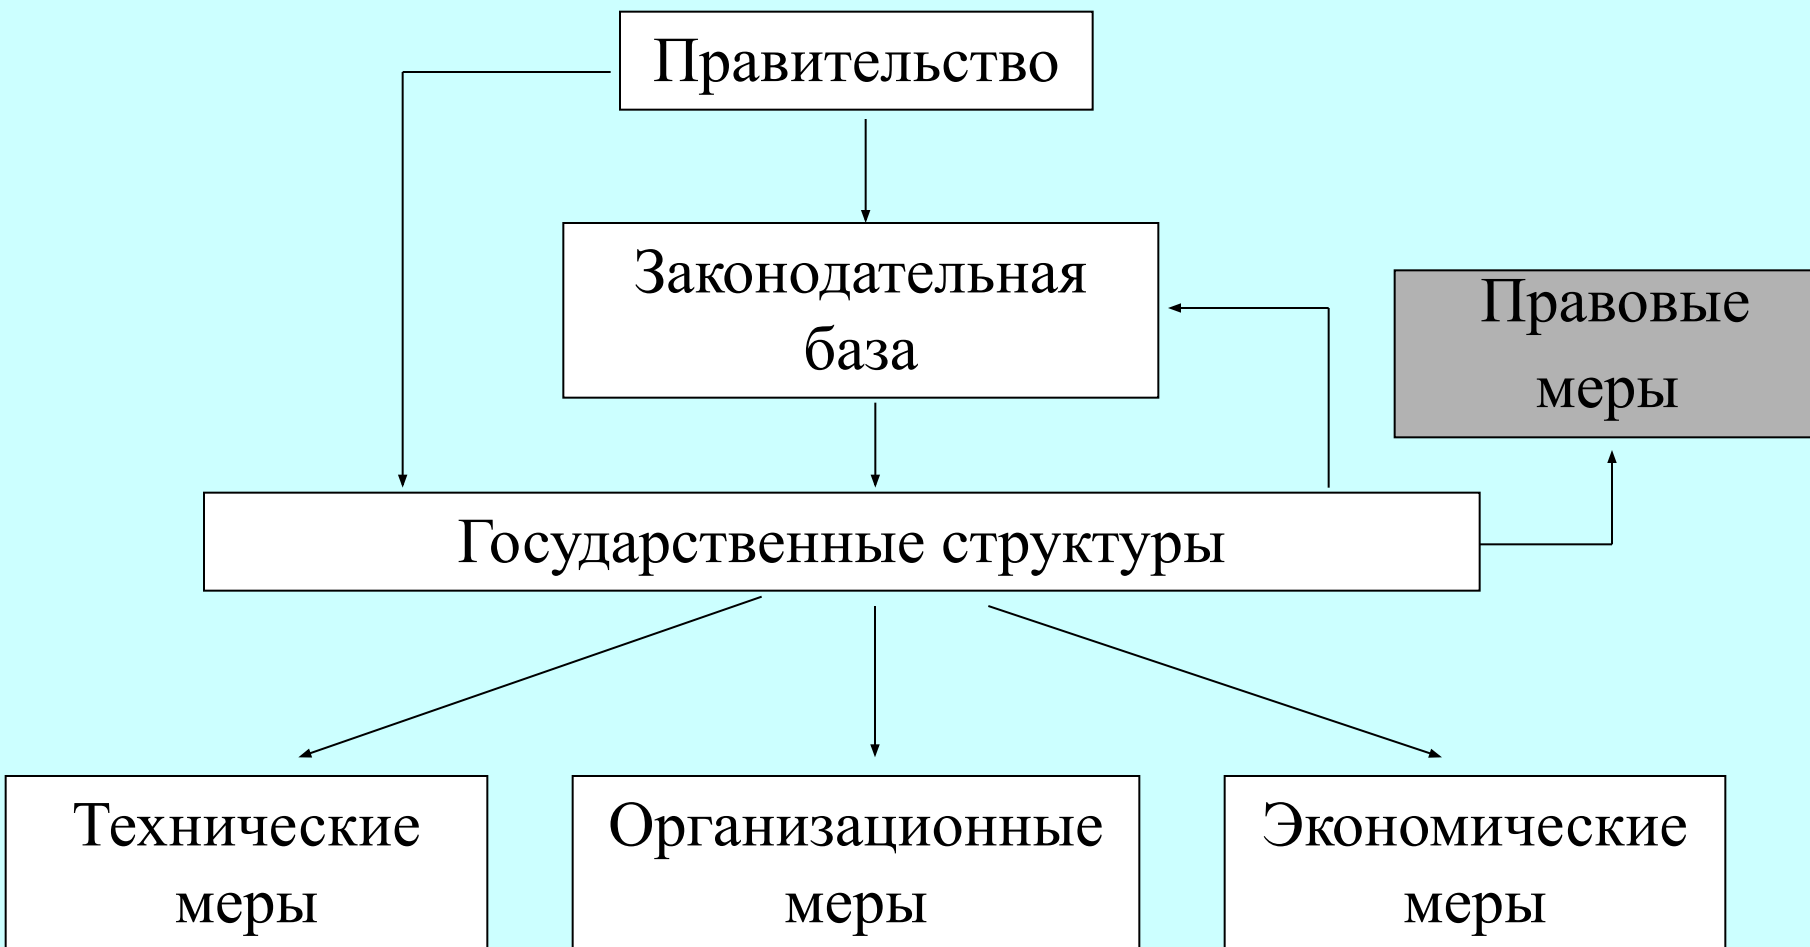 Правительство
Законодательная
база
Правовые
меры
Государственные структуры
Технические
меры
Организационные
меры
Экономические
меры